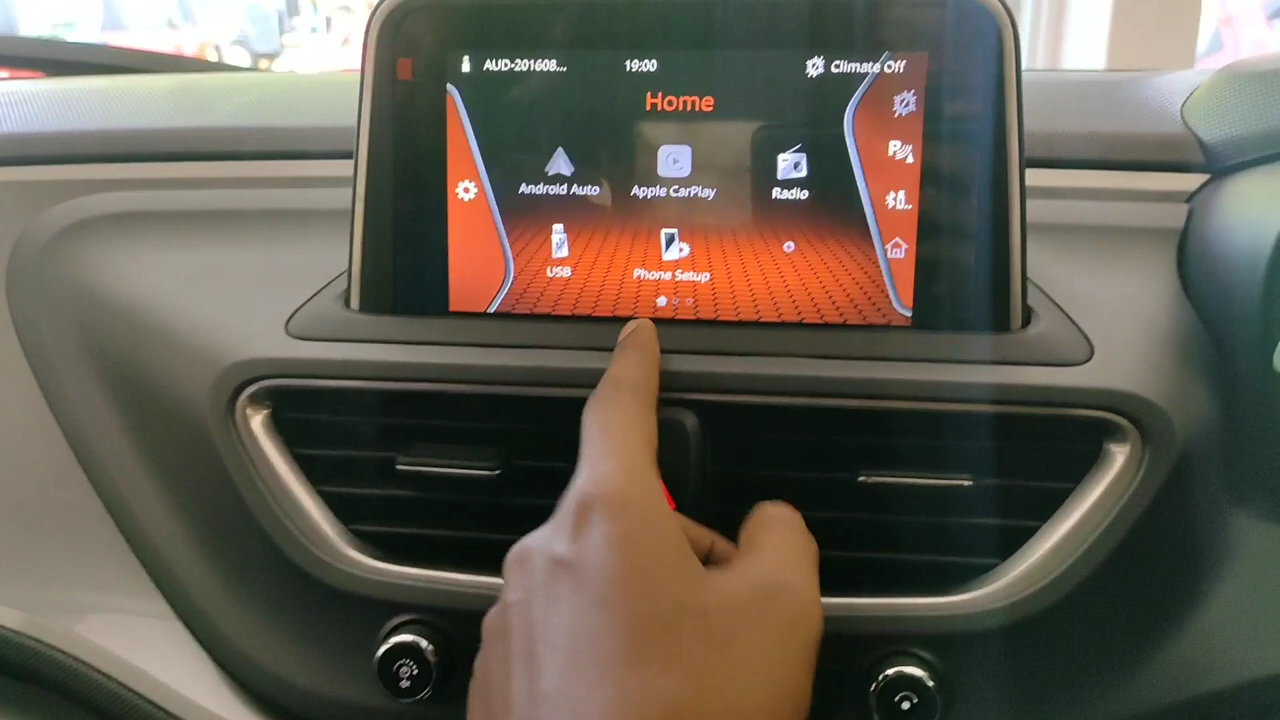 AUD-201608... 19:00 Climate Off
Home
Android Auto Apple CarPlay Radio
USB Phone Setup